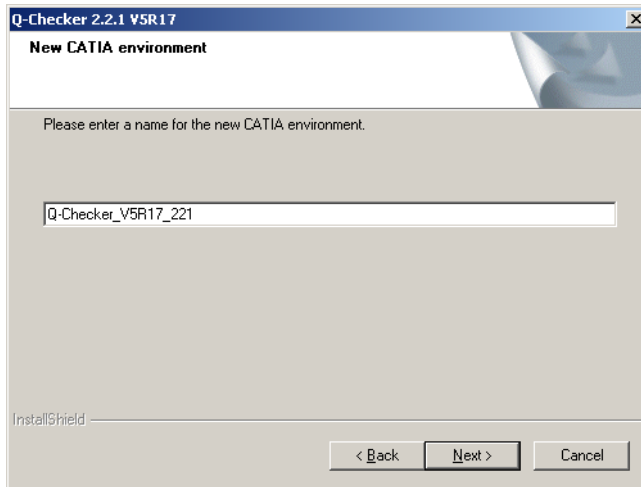 Q-Checker 2.2.1 V5R17
New CATIA environment
Please enter a name for the new CATIA environment.
Q-Checker_V5R17_221
InstallShield
< Back
Next >
Cancel